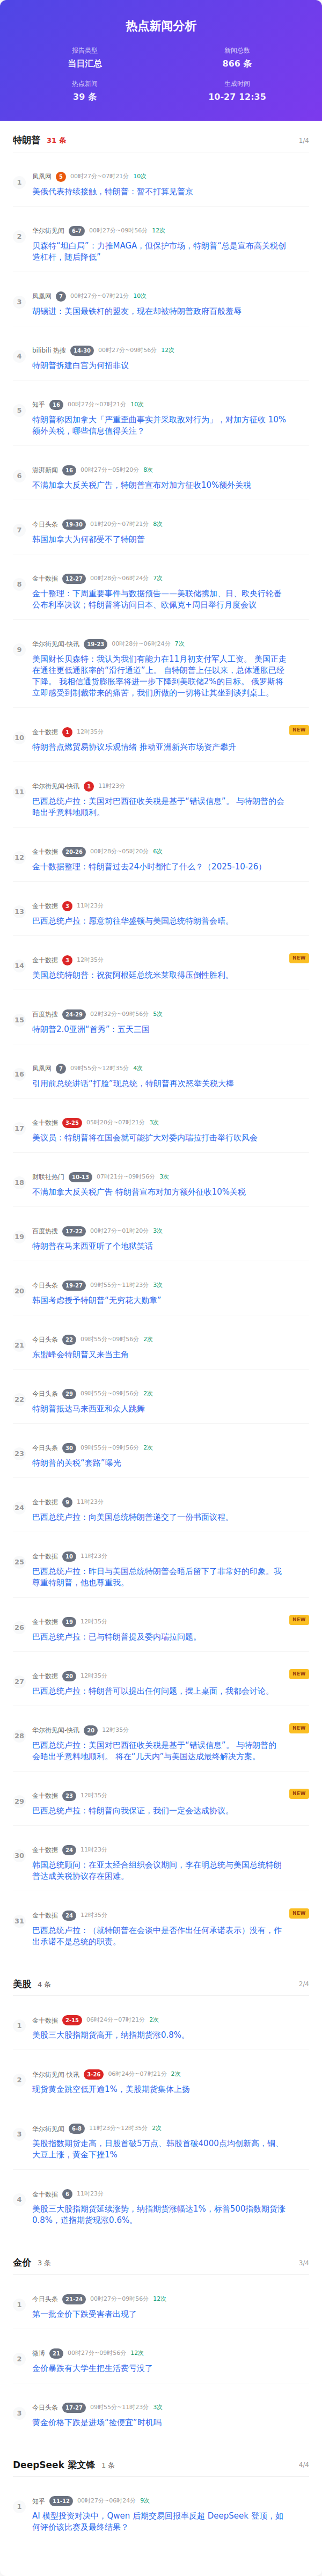 热点新闻分析
报告类型
当日汇总
新闻总数
866 条
热点新闻
39 条
生成时间
10-27 12:35
特朗普 31 条 1/4
1 凤凰网 5 00时27分~07时21分 10次
美俄代表持续接触，特朗普：暂不打算见普京
2 华尔街见闻 6-7 00时27分~09时56分 12次
贝森特“坦白局”：力推MAGA，但保护市场，特朗普“总是宣布高关税创
造杠杆，随后降低”
3 凤凰网 7 00时27分~07时21分 10次
胡锡进：美国最铁杆的盟友，现在却被特朗普政府百般羞辱
4 bilibili 热搜 14-30 00时27分~09时56分 12次
特朗普拆建白宫为何招非议
5 知乎 16 00时27分~07时21分 10次
特朗普称因加拿大「严重歪曲事实并采取敌对行为」，对加方征收 10%
额外关税，哪些信息值得关注？
6 澎湃新闻 16 00时27分~05时20分 8次
不满加拿大反关税广告，特朗普宣布对加方征收10%额外关税
7 今日头条 19-30 01时20分~07时21分 8次
韩国加拿大为何都受不了特朗普
8 金十数据 12-27 00时28分~06时24分 7次
金十整理：下周重要事件与数据预告——美联储携加、日、欧央行轮番
公布利率决议；特朗普将访问日本、欧佩克+周日举行月度会议
9 华尔街见闻-快讯 19-23 00时28分~06时24分 7次
美国财长贝森特：我认为我们有能力在11月初支付军人工资。 美国正走
在通往更低通胀率的“滑行通道”上。 自特朗普上任以来，总体通胀已经
下降。 我相信通货膨胀率将进一步下降到美联储2%的目标。 俄罗斯将
立即感受到制裁带来的痛苦，我们所做的一切将让其坐到谈判桌上。
10 金十数据 1 12时35分 NEW
特朗普点燃贸易协议乐观情绪 推动亚洲新兴市场资产攀升
11 华尔街见闻-快讯 1 11时23分
巴西总统卢拉：美国对巴西征收关税是基于“错误信息”。 与特朗普的会
晤出乎意料地顺利。
12 金十数据 20-26 00时28分~05时20分 6次
金十数据整理：特朗普过去24小时都忙了什么？（2025-10-26）
13 金十数据 3 11时23分
巴西总统卢拉：愿意前往华盛顿与美国总统特朗普会晤。
14 金十数据 3 12时35分 NEW
美国总统特朗普：祝贺阿根廷总统米莱取得压倒性胜利。
15 百度热搜 24-29 02时32分~09时56分 5次
特朗普2.0亚洲“首秀”：五天三国
16 凤凰网 7 09时55分~12时35分 4次
引用前总统讲话“打脸”现总统，特朗普再次怒举关税大棒
17 金十数据 3-25 05时20分~07时21分 3次
美议员：特朗普将在国会就可能扩大对委内瑞拉打击举行吹风会
18 财联社热门 10-13 07时21分~09时56分 3次
不满加拿大反关税广告 特朗普宣布对加方额外征收10%关税
19 百度热搜 17-22 00时27分~01时20分 3次
特朗普在马来西亚听了个地狱笑话
20 今日头条 19-27 09时55分~11时23分 3次
韩国考虑授予特朗普“无穷花大勋章”
21 今日头条 22 09时55分~09时56分 2次
东盟峰会特朗普又来当主角
22 今日头条 29 09时55分~09时56分 2次
特朗普抵达马来西亚和众人跳舞
23 今日头条 30 09时55分~09时56分 2次
特朗普的关税“套路”曝光
24 金十数据 9 11时23分
巴西总统卢拉：向美国总统特朗普递交了一份书面议程。
25 金十数据 10 11时23分
巴西总统卢拉：昨日与美国总统特朗普会晤后留下了非常好的印象。我
尊重特朗普，他也尊重我。
26 金十数据 19 12时35分 NEW
巴西总统卢拉：已与特朗普提及委内瑞拉问题。
27 金十数据 20 12时35分 NEW
巴西总统卢拉：特朗普可以提出任何问题，摆上桌面，我都会讨论。
28 华尔街见闻-快讯 20 12时35分 NEW
巴西总统卢拉：美国对巴西征收关税是基于“错误信息”。 与特朗普的
会晤出乎意料地顺利。 将在“几天内”与美国达成最终解决方案。
29 金十数据 23 12时35分 NEW
巴西总统卢拉：特朗普向我保证，我们一定会达成协议。
30 金十数据 24 11时23分
韩国总统顾问：在亚太经合组织会议期间，李在明总统与美国总统特朗
普达成关税协议存在困难。
31 金十数据 24 12时35分 NEW
巴西总统卢拉：（就特朗普在会谈中是否作出任何承诺表示）没有，作
出承诺不是总统的职责。
美股 4 条 2/4
1 金十数据 2-15 06时24分~07时21分 2次
美股三大股指期货高开，纳指期货涨0.8%。
2 华尔街见闻-快讯 3-26 06时24分~07时21分 2次
现货黄金跳空低开逾1%，美股期货集体上扬
3 华尔街见闻 6-8 11时23分~12时35分 2次
美股指数期货走高，日股首破5万点、韩股首破4000点均创新高，铜、
大豆上涨，黄金下挫1%
4 金十数据 6 11时23分
美股三大股指期货延续涨势，纳指期货涨幅达1%，标普500指数期货涨
0.8%，道指期货现涨0.6%。
金价 3 条 3/4
1 今日头条 21-24 00时27分~09时56分 12次
第一批金价下跌受害者出现了
2 微博 21 00时27分~09时56分 12次
金价暴跌有大学生把生活费亏没了
3 今日头条 17-27 09时55分~11时23分 3次
黄金价格下跌是进场“捡便宜”时机吗
DeepSeek 梁文锋 1 条 4/4
1 知乎 11-12 00时27分~06时24分 9次
AI 模型投资对决中，Qwen 后期交易回报率反超 DeepSeek 登顶，如
何评价该比赛及最终结果？